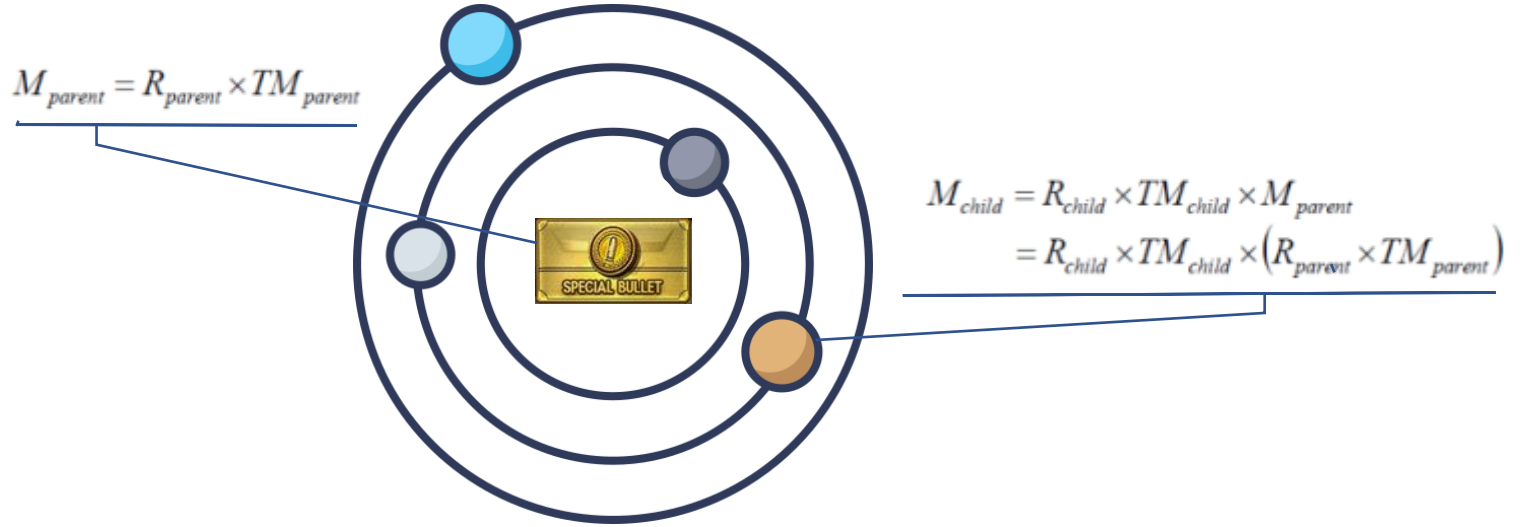 M_parent = R_parent × TM_parent
M_child = R_child × TM_child × M_parent
= R_child × TM_child × (R_parent × TM_parent)
SPECIAL BULLET